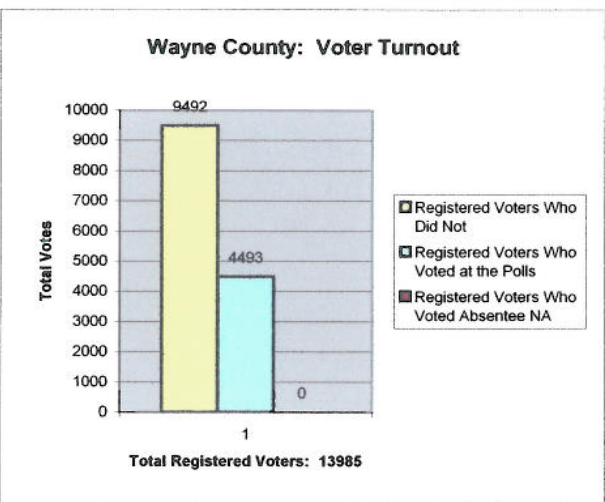 Wayne County: Voter Turnout
10000
9000
8000
7000
6000
5000
4000
3000
2000
1000
0
Total Votes
9492
4493
0
1
Total Registered Voters: 13985
Registered Voters Who
Did Not
Registered Voters Who
Voted at the Polls
Registered Voters Who
Voted Absentee NA